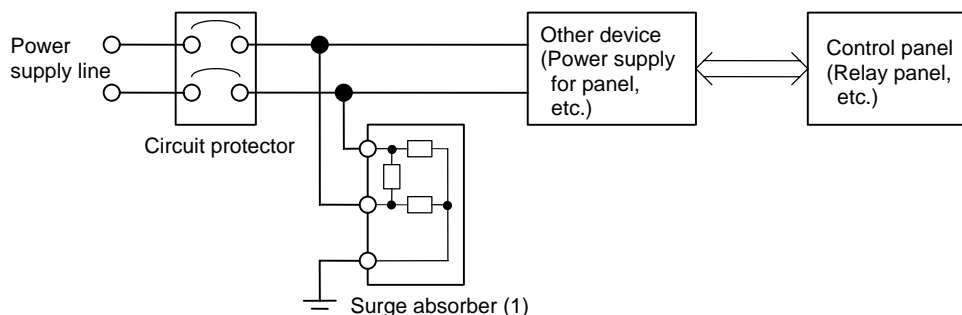 Power
supply line
Circuit protector
Other device
(Power supply
for panel,
etc.)
Control panel
(Relay panel,
etc.)
Surge absorber (1)